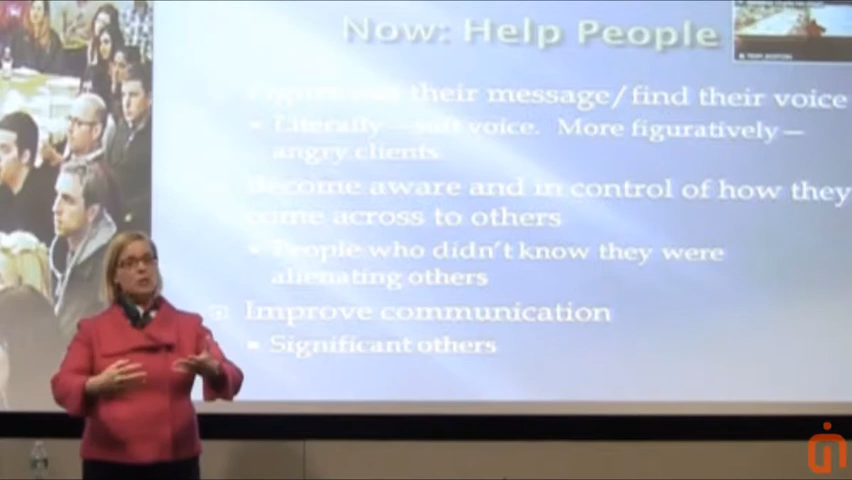 Now: Help People
their message/find their voice
Literally—soft voice. More figuratively—
angry clients
Become aware and in control of how they
come across to others
People who didn't know they were
alienating others
Improve communication
Significant others